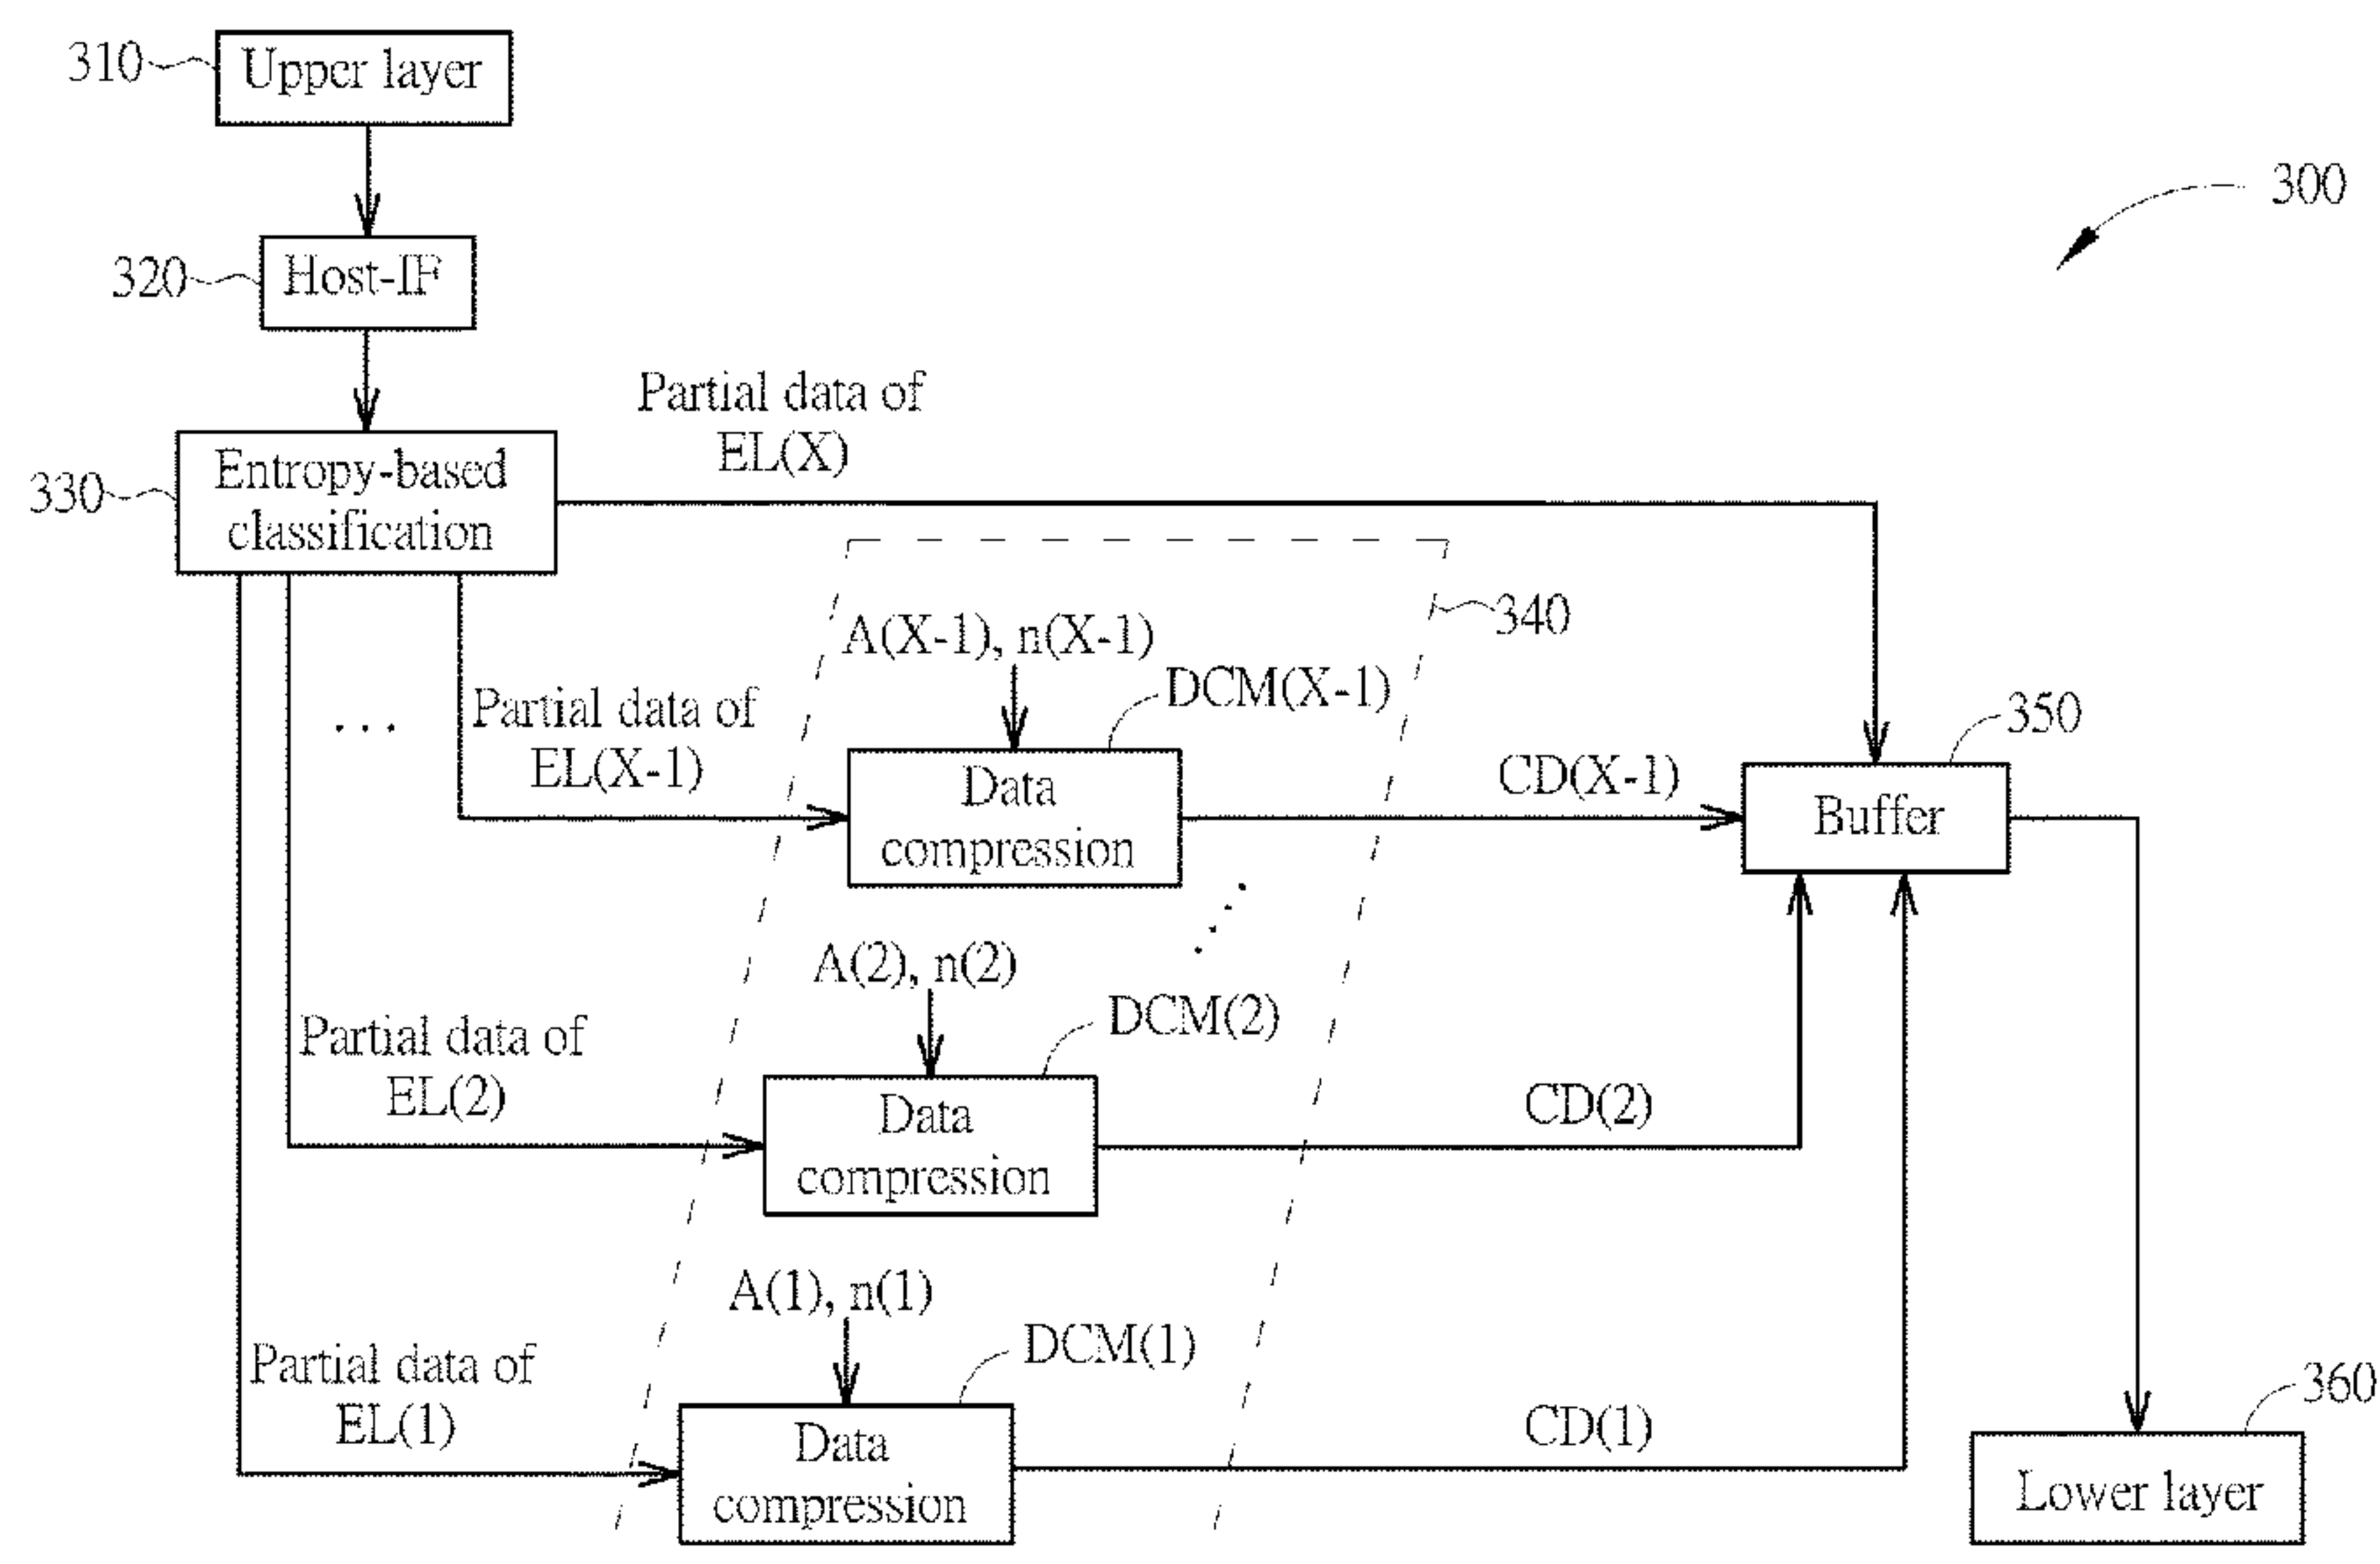 310
Upper layer
300
320
Host-IF
Partial data of
EL(X)
330
Entropy-based
classification
340
A(X-1), n(X-1)
DCM(X-1)
Partial data of
EL(X-1)
...
350
CD(X-1)
Data
compression
Buffer
A(2), n(2)
DCM(2)
Partial data of
EL(2)
CD(2)
Data
compression
A(1), n(1)
DCM(1)
Partial data of
EL(1)
CD(1)
360
Data
compression
Lower layer